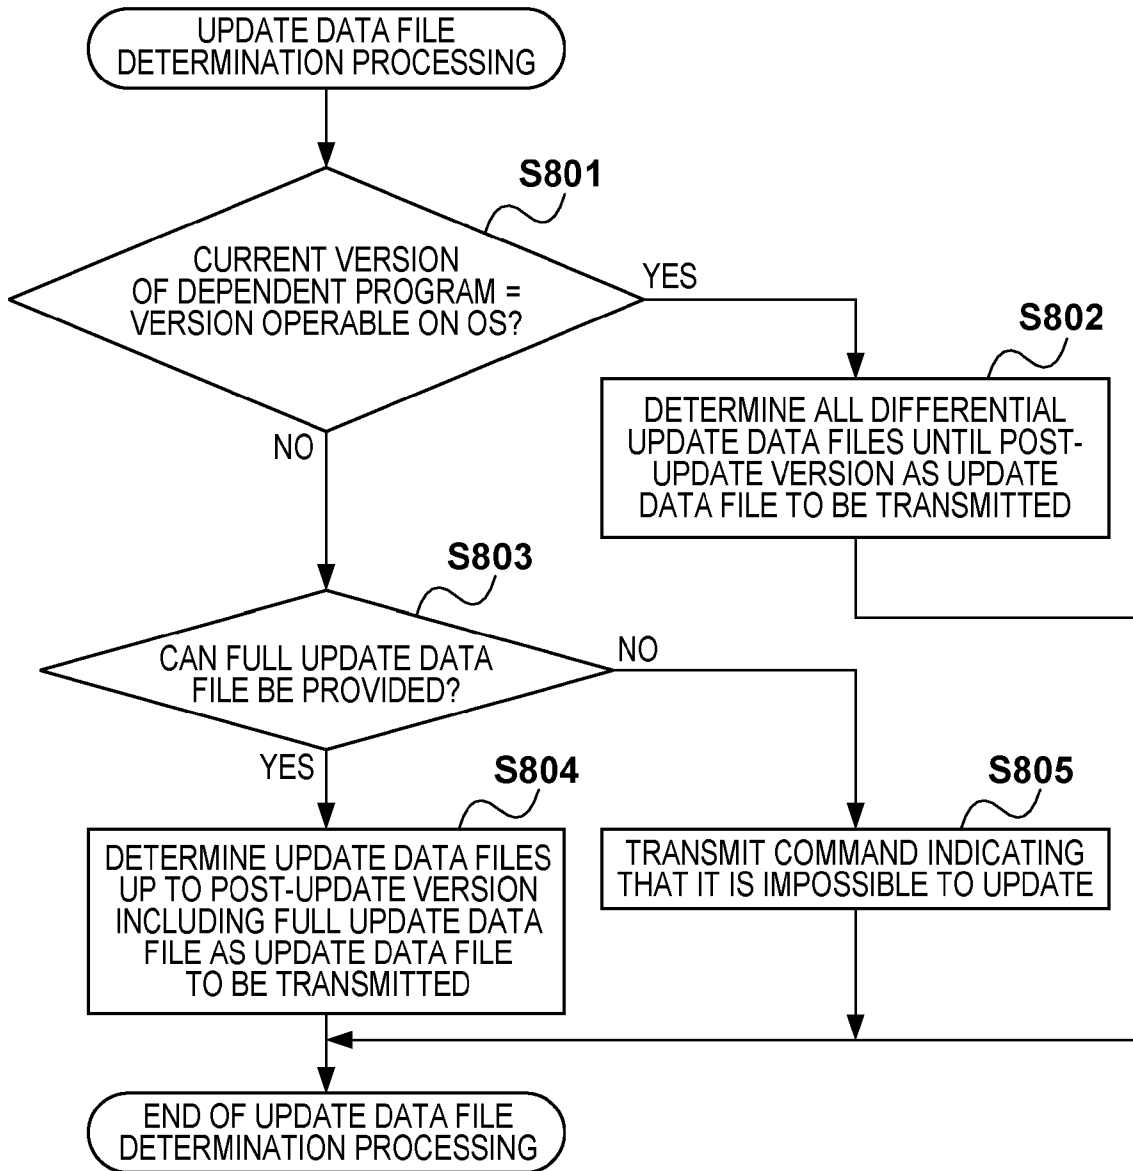 UPDATE DATA FILE
DETERMINATION PROCESSING
S801
CURRENT VERSION
OF DEPENDENT PROGRAM =
VERSION OPERABLE ON OS?
YES
NO
S802
DETERMINE ALL DIFFERENTIAL
UPDATE DATA FILES UNTIL POST-
UPDATE VERSION AS UPDATE
DATA FILE TO BE TRANSMITTED
S803
CAN FULL UPDATE DATA
FILE BE PROVIDED?
NO
YES
S804
DETERMINE UPDATE DATA FILES
UP TO POST-UPDATE VERSION
INCLUDING FULL UPDATE DATA
FILE AS UPDATE DATA FILE
TO BE TRANSMITTED
S805
TRANSMIT COMMAND INDICATING
THAT IT IS IMPOSSIBLE TO UPDATE
END OF UPDATE DATA FILE
DETERMINATION PROCESSING